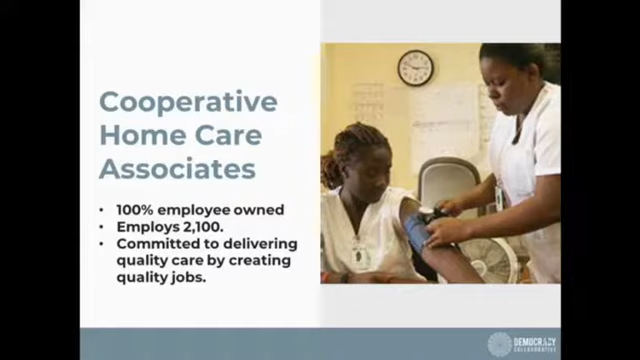 Cooperative
Home Care
Associates
• 100% employee owned
• Employs 2,100.
• Committed to delivering
quality care by creating
quality jobs.
DEMOCRACY
COLLABORATIVE